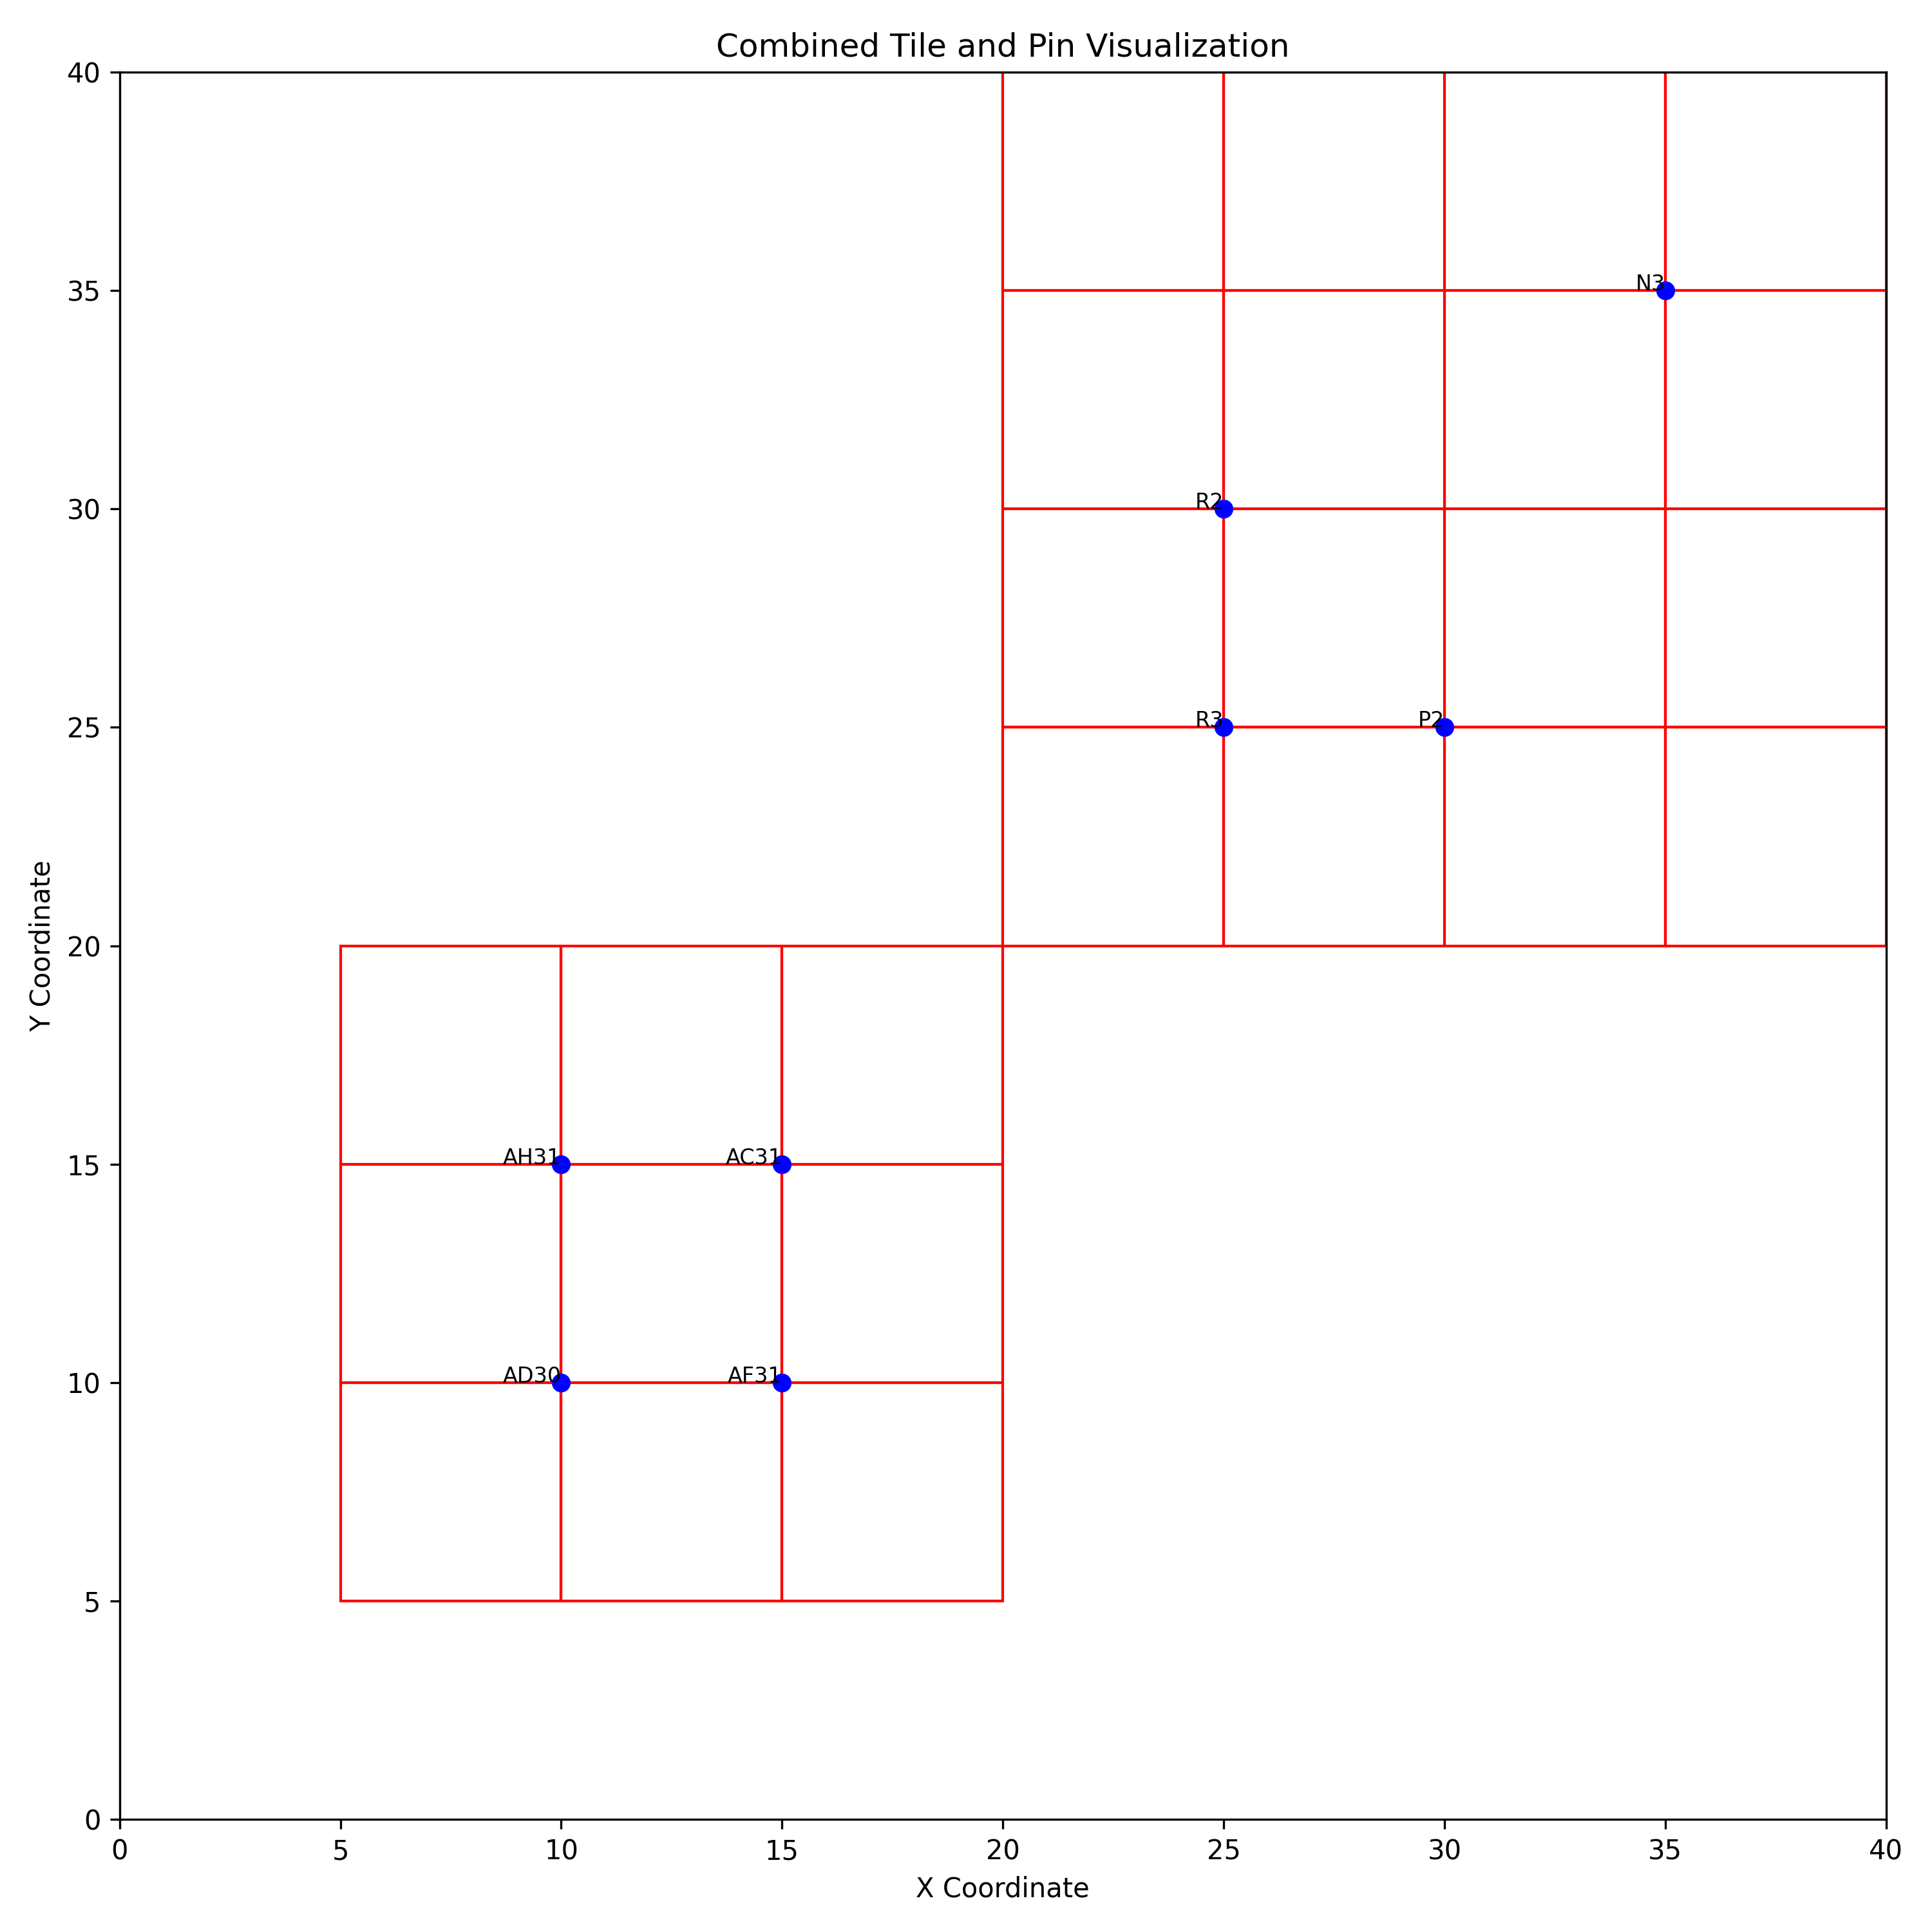 Combined Tile and Pin Visualization
40
35
30
25
20
15
10
5
0
Y Coordinate
N3
R2
R3
P2
AH31
AC31
AD30
AF31
0 5 10 15 20 25 30 35 40
X Coordinate